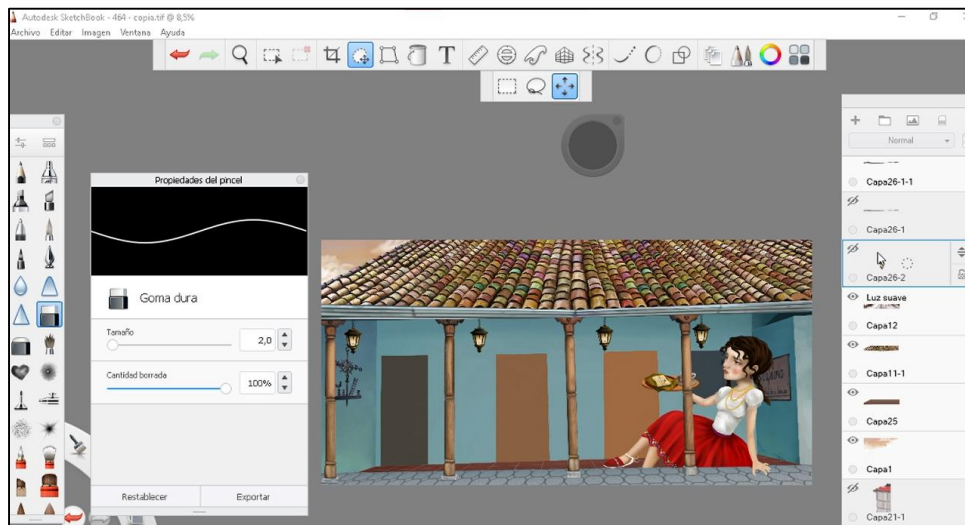 Autodesk SketchBook - 464 - copia.tif @ 8,5%
Archivo Editar Imagen Ventana Ayuda
T
Normal
Propiedades del pincel
Goma dura
Tamaño
2,0
Cantidad borrada
100%
Restablecer Exportar
Capa26-1-1
Capa26-1
Capa26-2
Luz suave
Capa12
Capa11-1
Capa25
Capa1
Capa21-1